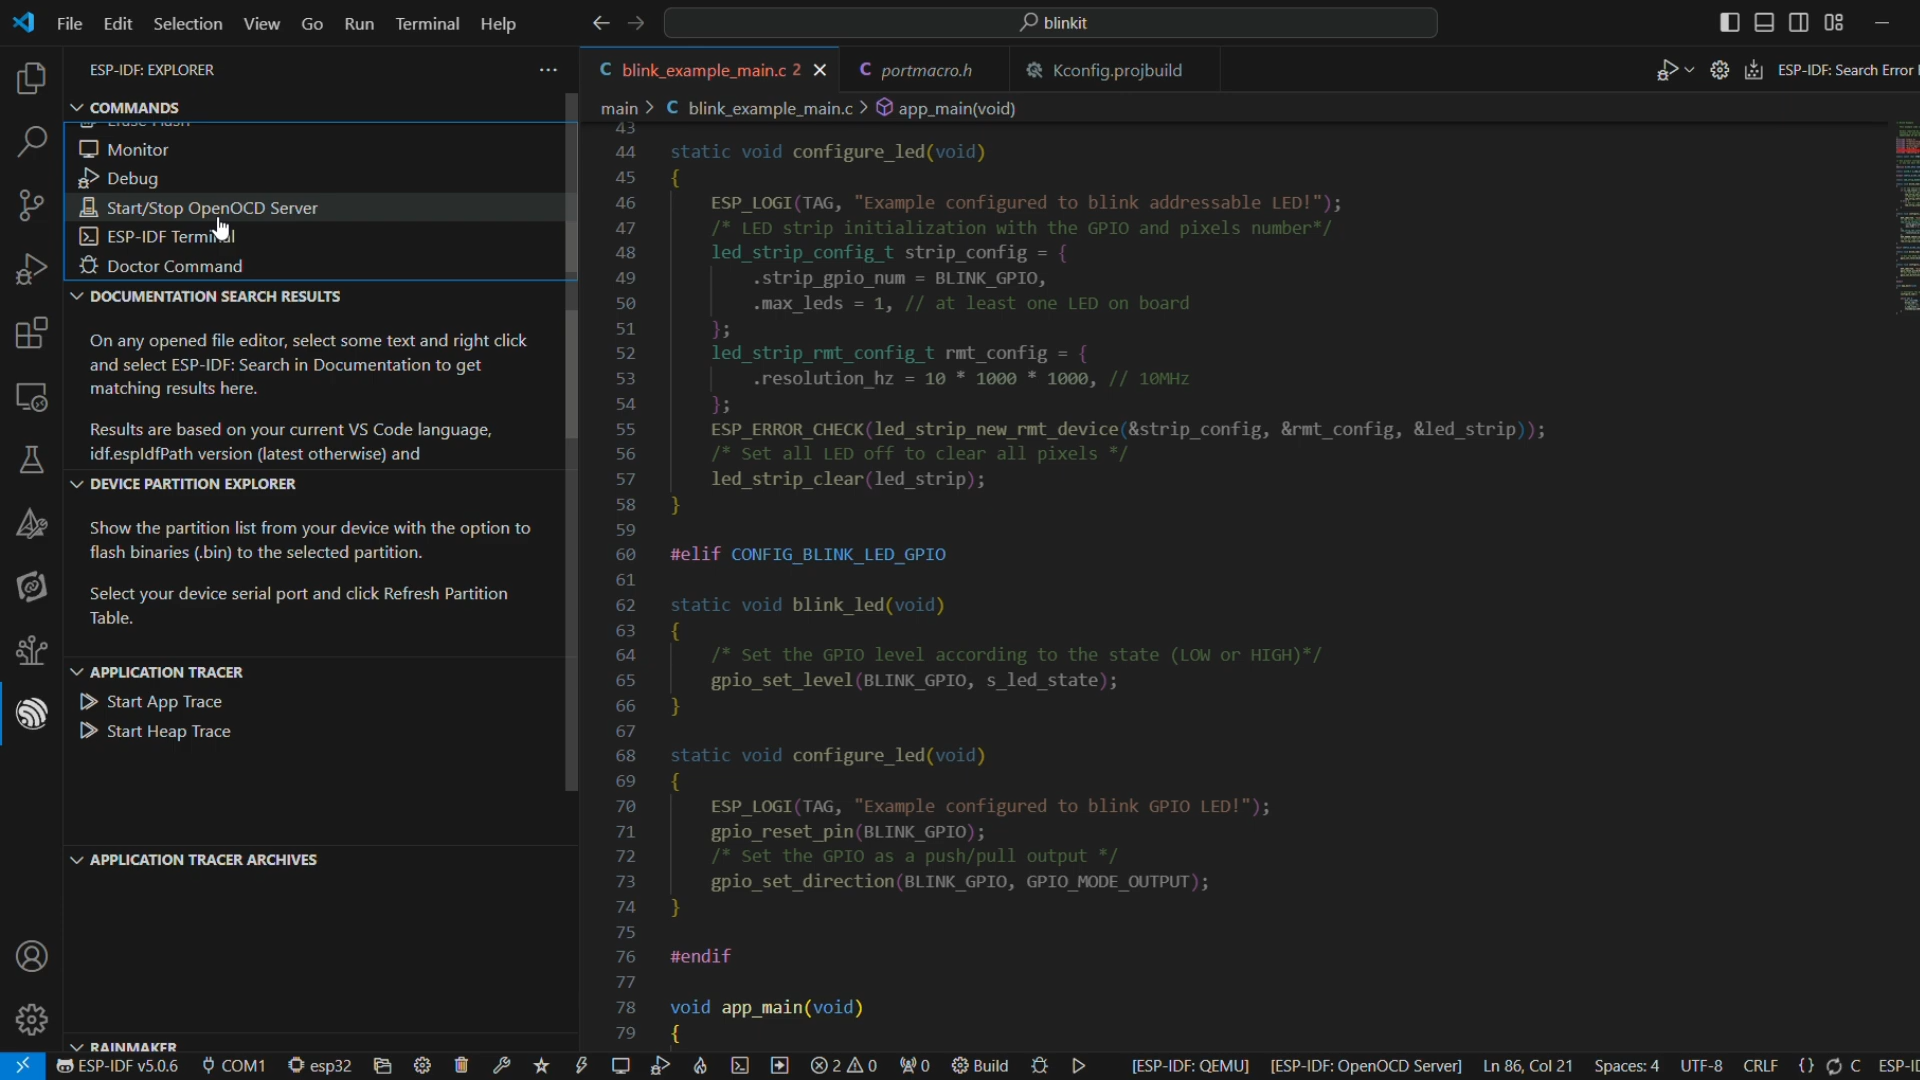 File Edit Selection View Go Run Terminal Help
blinkit
ESP-IDF: EXPLORER
COMMANDS
Erase Flash
Monitor
Debug
Start/Stop OpenOCD Server
ESP-IDF Terminal
Doctor Command
DOCUMENTATION SEARCH RESULTS
On any opened file editor, select some text and right click
and select ESP-IDF: Search in Documentation to get
matching results here.
Results are based on your current VS Code language,
idf.espIdfPath version (latest otherwise) and
DEVICE PARTITION EXPLORER
Show the partition list from your device with the option to
flash binaries (.bin) to the selected partition.
Select your device serial port and click Refresh Partition
Table.
APPLICATION TRACER
Start App Trace
Start Heap Trace
APPLICATION TRACER ARCHIVES
RAINMAKER
C blink_example_main.c 2 C portmacro.h Kconfig.projbuild ESP-IDF: Search Error
main > C blink_example_main.c > app_main(void)
43
44 static void configure_led(void)
45 {
46 ESP_LOGI(TAG, "Example configured to blink addressable LED!");
47 /* LED strip initialization with the GPIO and pixels number*/
48 led_strip_config_t strip_config = {
49 .strip_gpio_num = BLINK_GPIO,
50 .max_leds = 1, // at least one LED on board
51 };
52 led_strip_rmt_config_t rmt_config = {
53 .resolution_hz = 10 * 1000 * 1000, // 10MHz
54 };
55 ESP_ERROR_CHECK(led_strip_new_rmt_device(&strip_config, &rmt_config, &led_strip));
56 /* Set all LED off to clear all pixels */
57 led_strip_clear(led_strip);
58 }
59
60 #elif CONFIG_BLINK_LED_GPIO
61
62 static void blink_led(void)
63 {
64 /* Set the GPIO level according to the state (LOW or HIGH)*/
65 gpio_set_level(BLINK_GPIO, s_led_state);
66 }
67
68 static void configure_led(void)
69 {
70 ESP_LOGI(TAG, "Example configured to blink GPIO LED!");
71 gpio_reset_pin(BLINK_GPIO);
72 /* Set the GPIO as a push/pull output */
73 gpio_set_direction(BLINK_GPIO, GPIO_MODE_OUTPUT);
74 }
75
76 #endif
77
78 void app_main(void)
79 {
ESP-IDF v5.0.6 COM1 esp32 2 0 0 Build [ESP-IDF: QEMU] [ESP-IDF: OpenOCD Server] Ln 86, Col 21 Spaces: 4 UTF-8 CRLF {} C